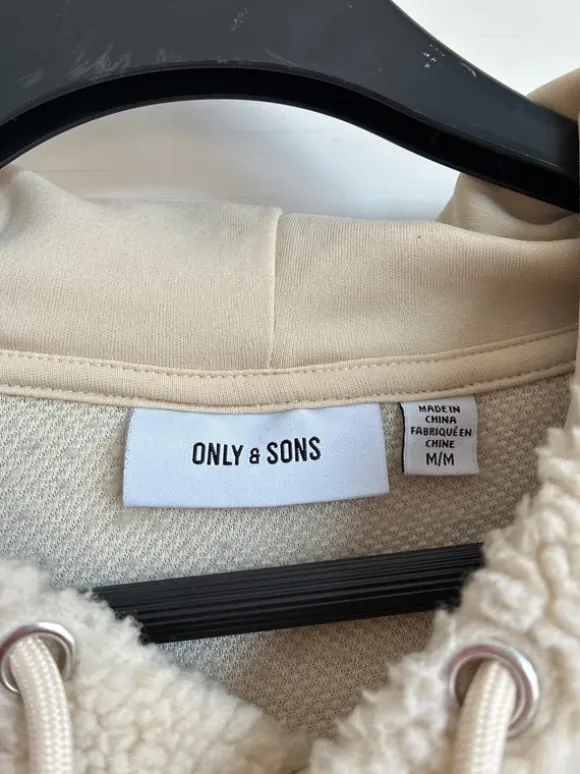 ONLY & SONS
MADE IN
CHINA
FABRIQUÉ EN
CHINE
M/M